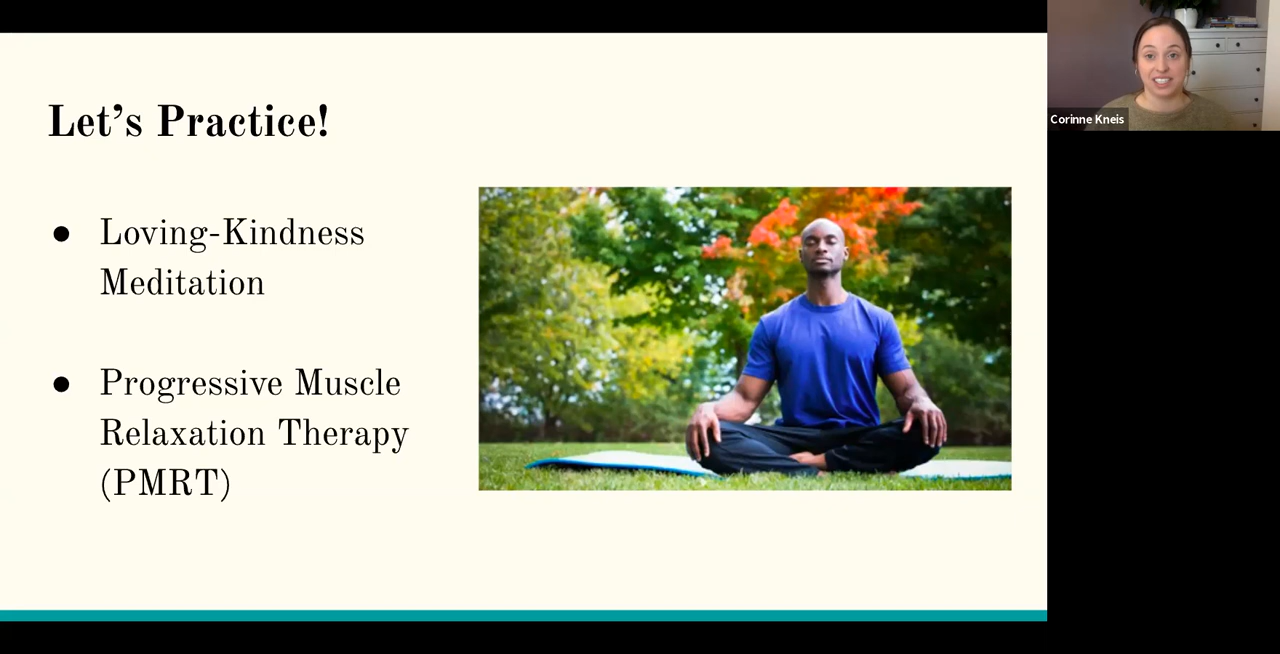 Let’s Practice!
● Loving-Kindness
Meditation
● Progressive Muscle
Relaxation Therapy
(PMRT)
Corinne Kneis